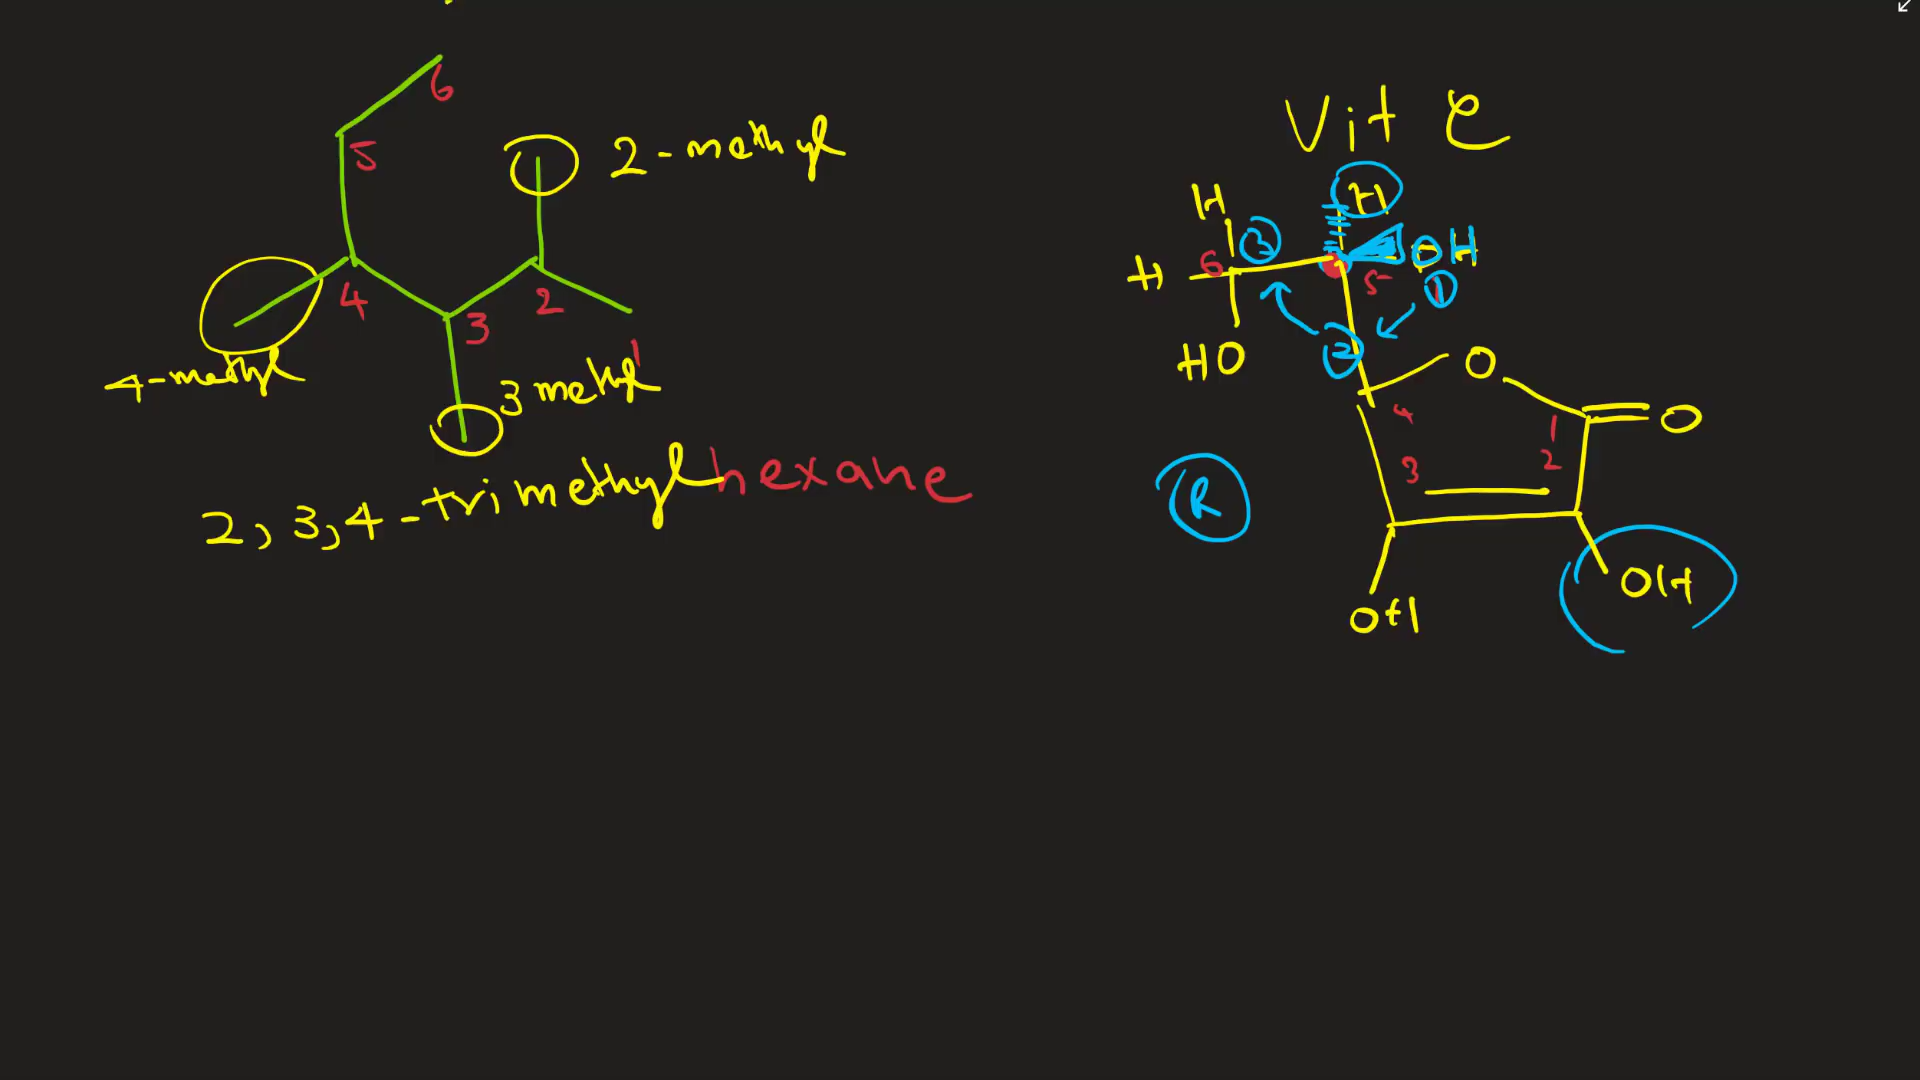 6
5
2-methyl
4
3
2
1
4-methyl
3 methyl
2,3,4-trimethylhexane
Vit C
H
H
H
6
3
OH
5
1
HO
2
O
O
4
1
3
2
R
OH
OH